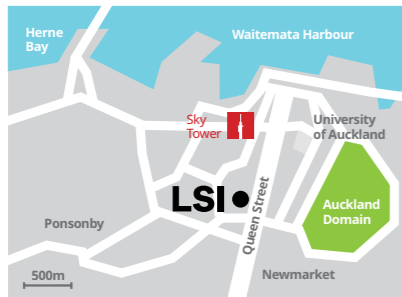 Herne
Bay
Waitemata Harbour
Sky
Tower
University
of Auckland
LSI
Auckland
Domain
Queen Street
Ponsonby
Newmarket
500m